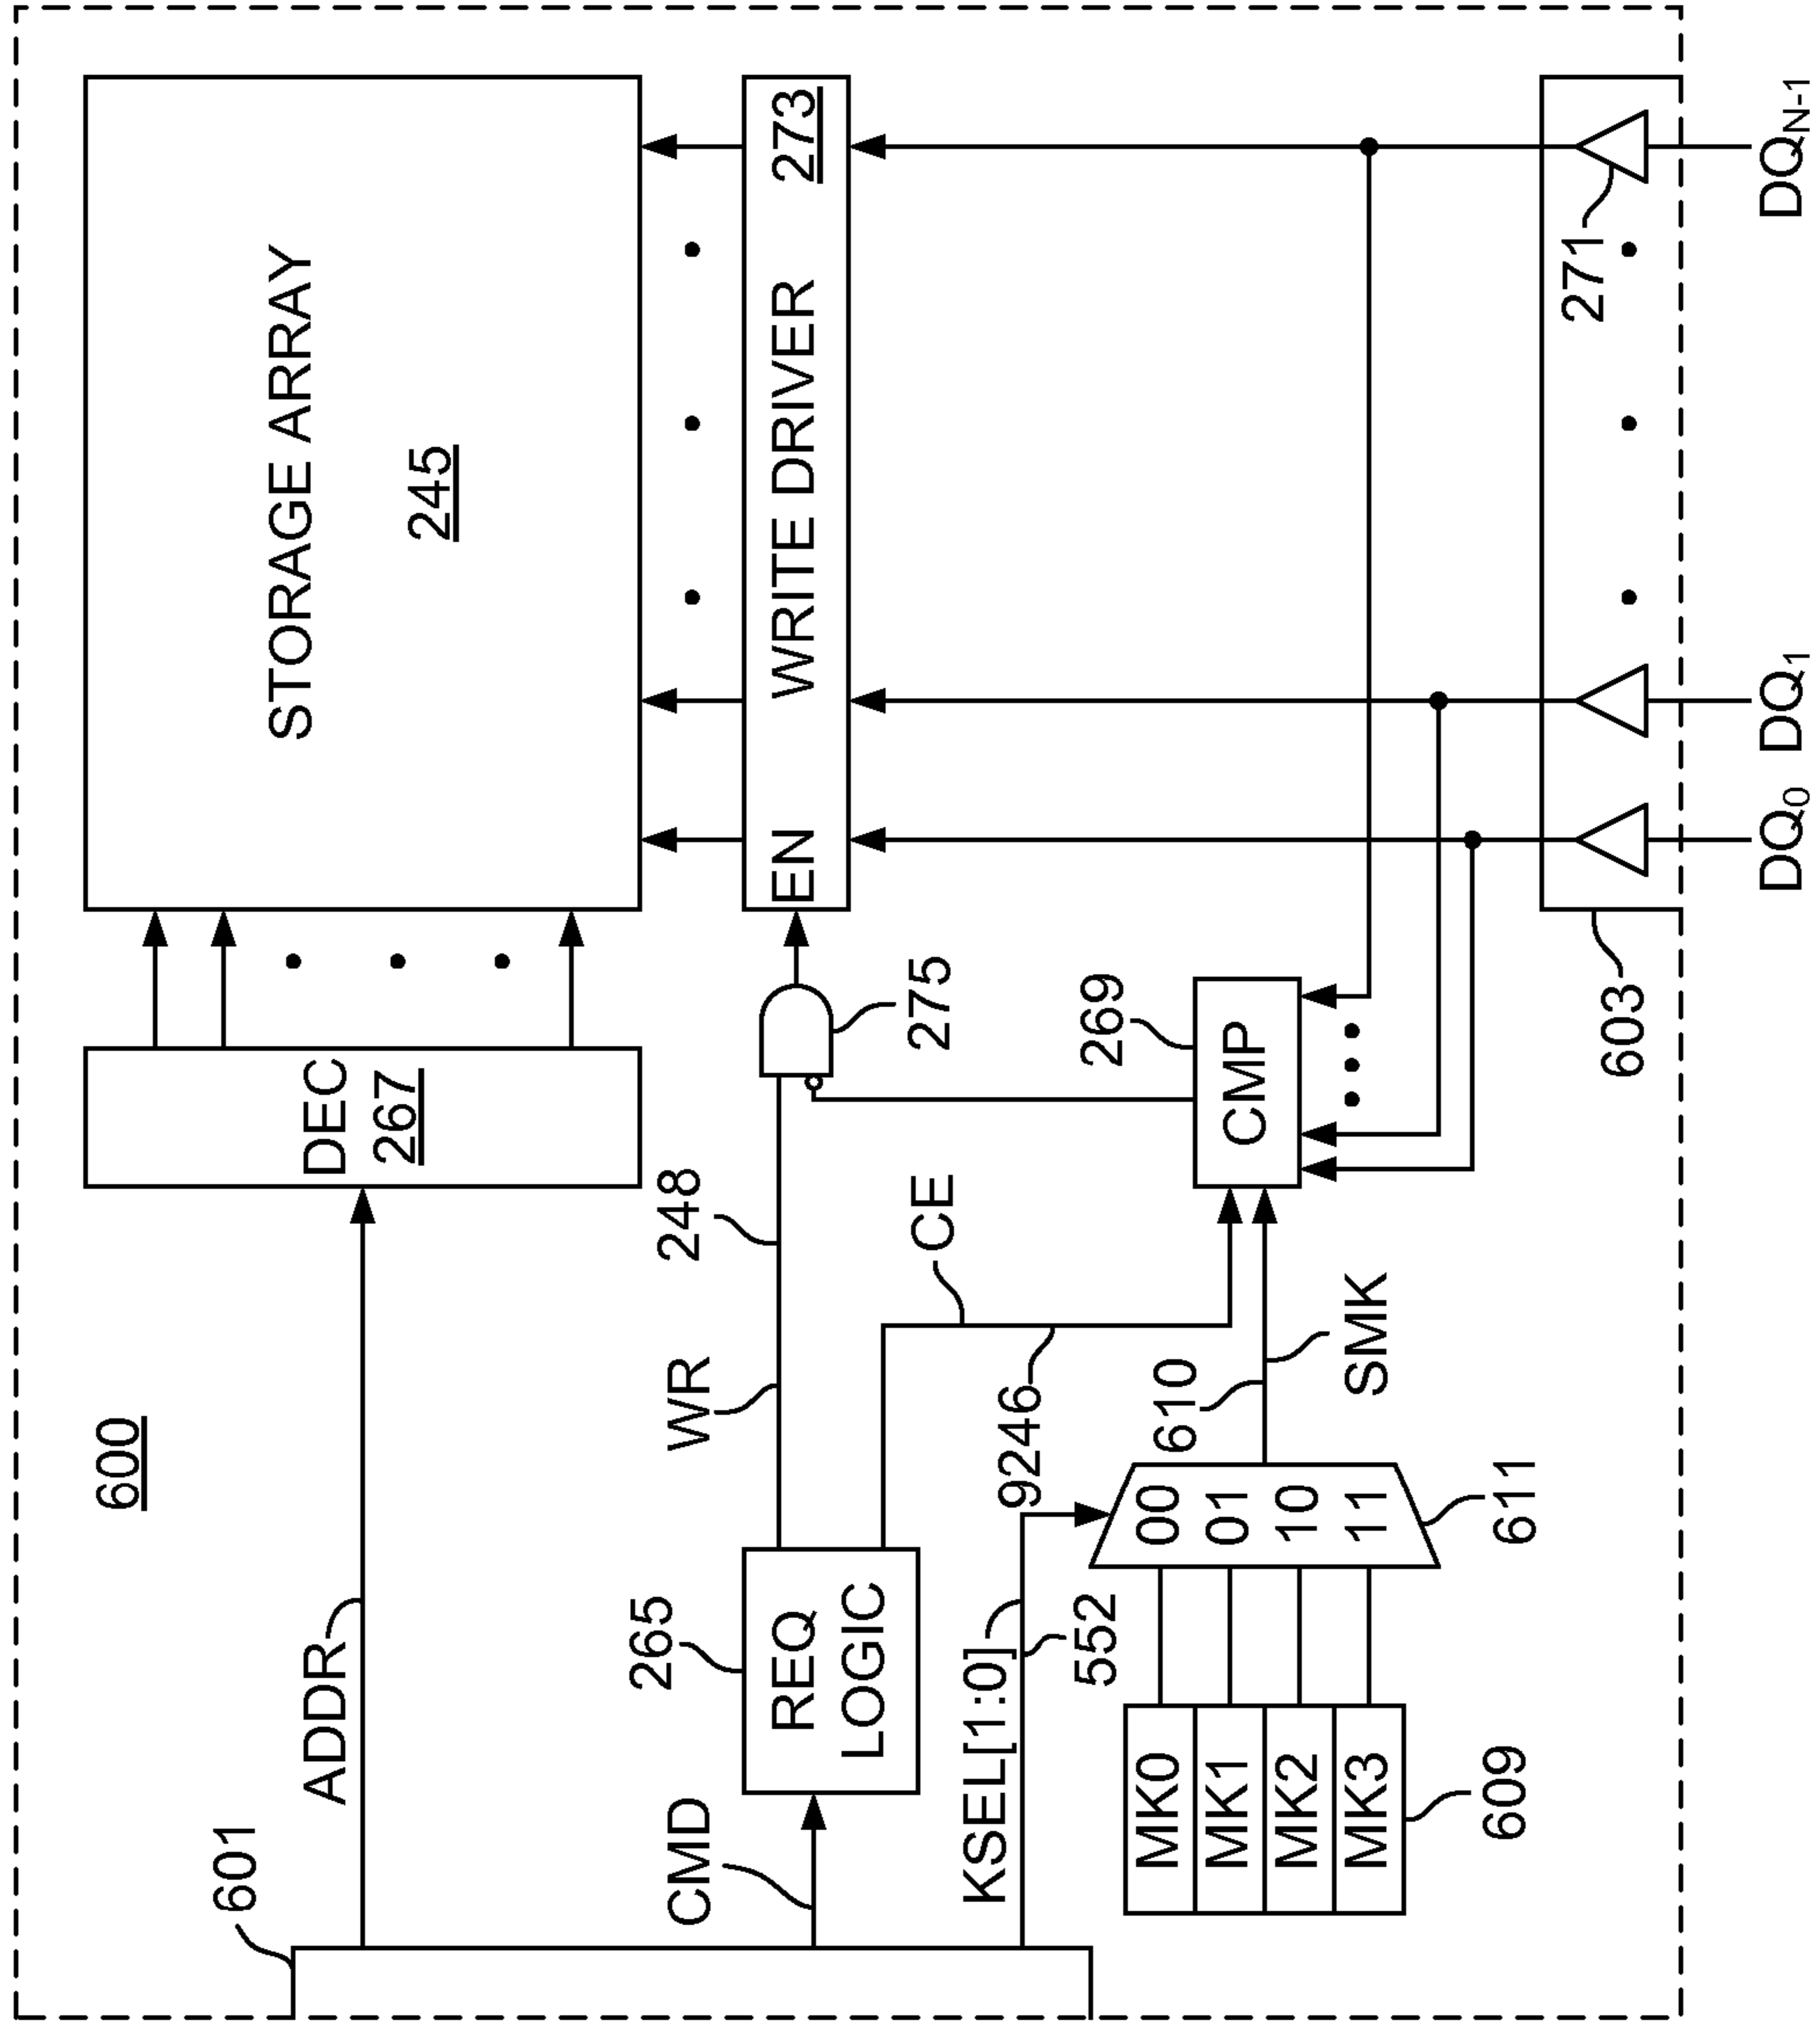 600
601
ADDR
DEC
267
STORAGE ARRAY
245
CMD
265
REQ
LOGIC
WR
248
275
EN
WRITE DRIVER
273
KSEL[1:0]
552
9246
CE
MK0
MK1
MK2
MK3
609
00
01
10
11
611
610
SMK
269
CMP
603
271
DQ0
DQ1
DQN-1